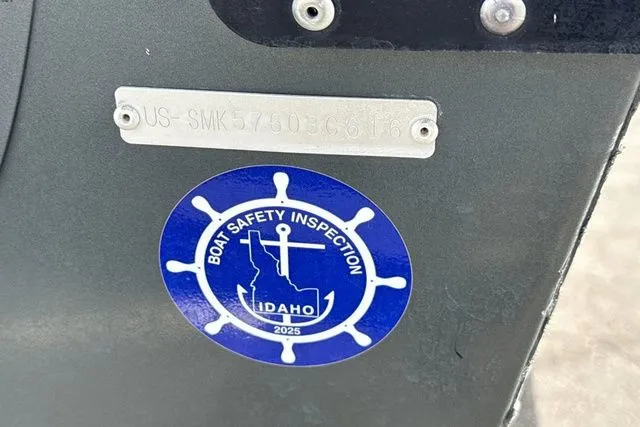 US-SMK57503C616
BOAT SAFETY INSPECTION
IDAHO
2025